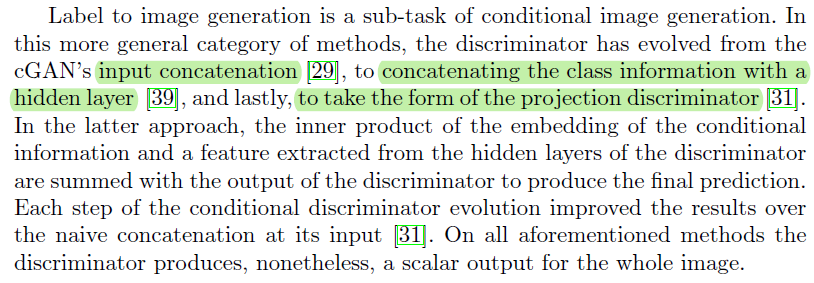 Label to image generation is a sub-task of conditional image generation. In
this more general category of methods, the discriminator has evolved from the
cGAN's input concatenation [29], to concatenating the class information with a
hidden layer [39], and lastly, to take the form of the projection discriminator [31].
In the latter approach, the inner product of the embedding of the conditional
information and a feature extracted from the hidden layers of the discriminator
are summed with the output of the discriminator to produce the final prediction.
Each step of the conditional discriminator evolution improved the results over
the naive concatenation at its input [31]. On all aforementioned methods the
discriminator produces, nonetheless, a scalar output for the whole image.